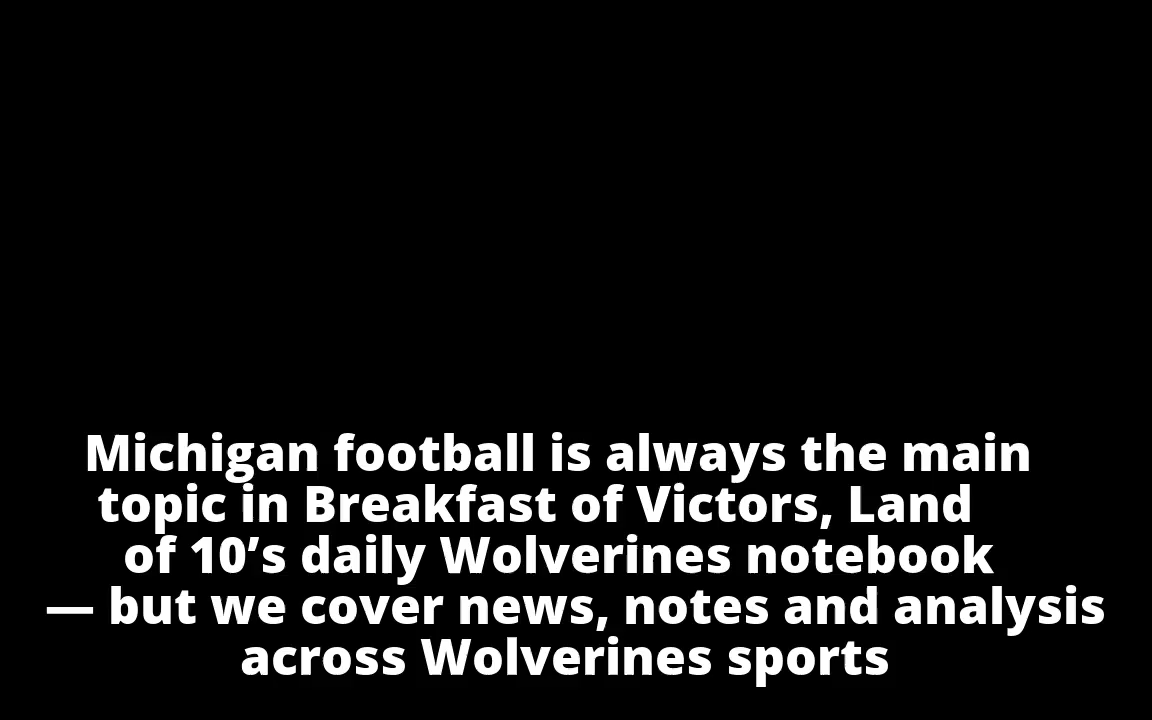 Michigan football is always the main
topic in Breakfast of Victors, Land
of 10’s daily Wolverines notebook
— but we cover news, notes and analysis
across Wolverines sports